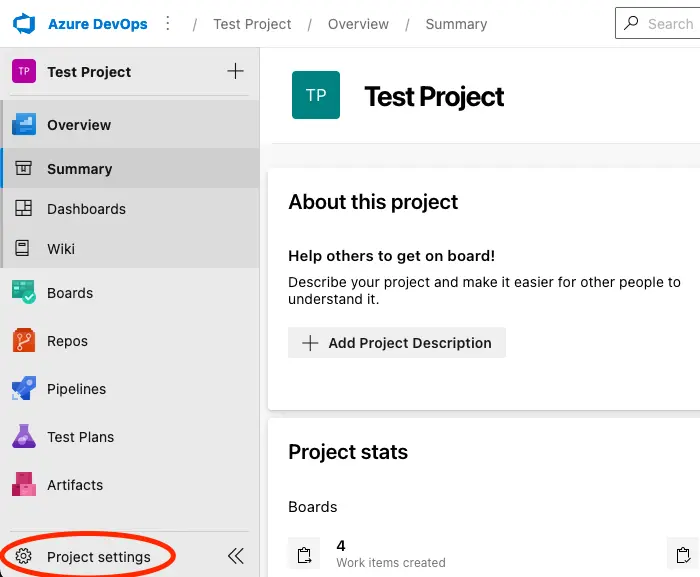 Azure DevOps / Test Project / Overview / Summary Search
TP Test Project
Overview
Summary
Dashboards
Wiki
Boards
Repos
Pipelines
Test Plans
Artifacts
Project settings
TP Test Project
About this project
Help others to get on board!
Describe your project and make it easier for other people to
understand it.
Add Project Description
Project stats
Boards
4
Work items created